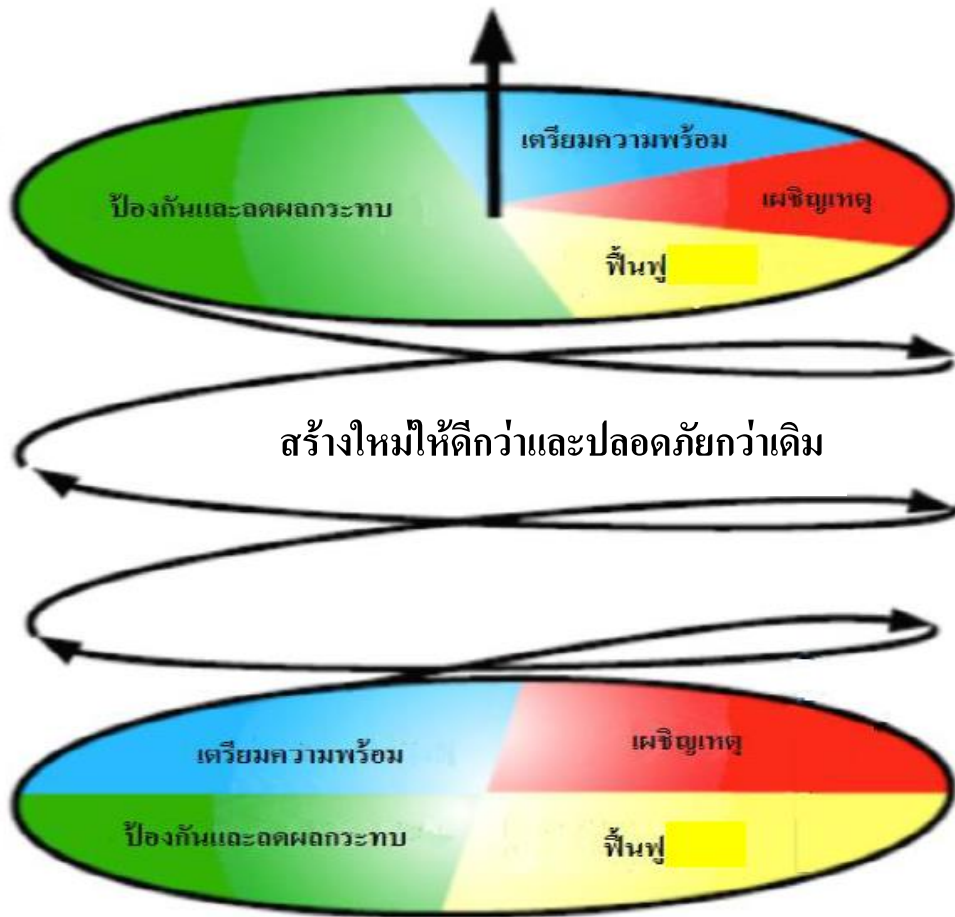 เตรียมความพร้อม
ป้องกันและลดผลกระทบ
เผชิญเหตุ
ฟื้นฟู
สร้างใหม่ให้ดีกว่าและปลอดภัยกว่าเดิม
เตรียมความพร้อม
เผชิญเหตุ
ป้องกันและลดผลกระทบ
ฟื้นฟู